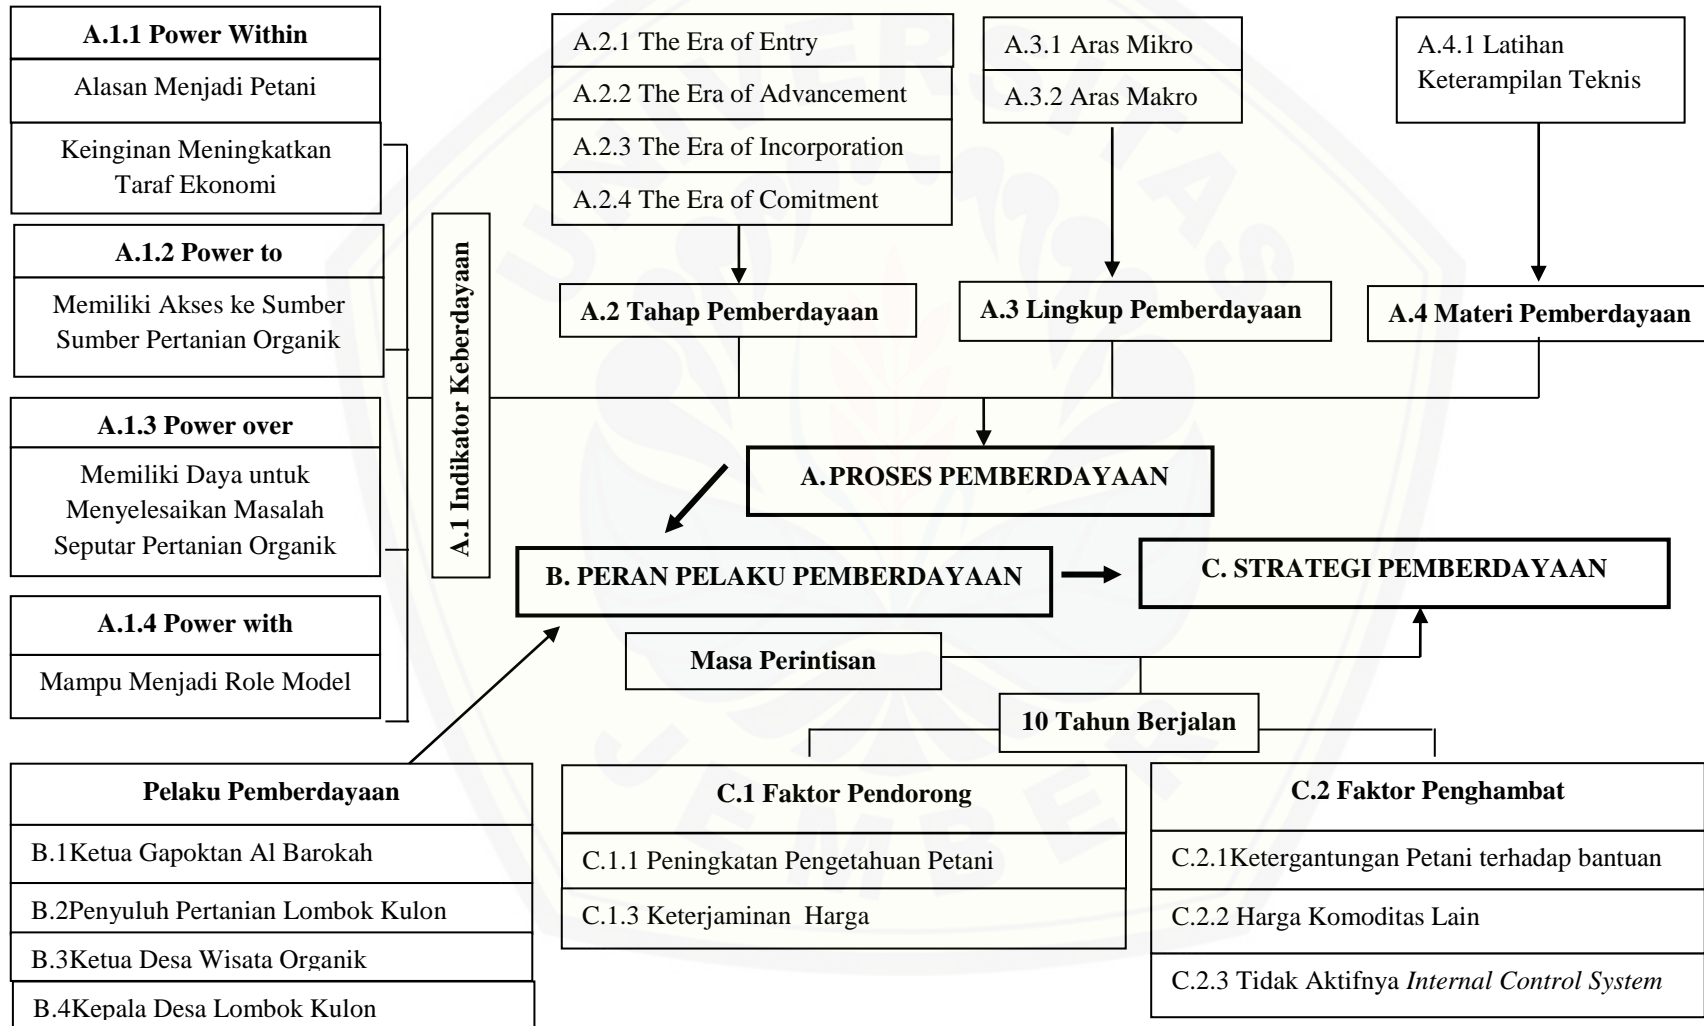 A.1.1 Power Within
Alasan Menjadi Petani
Keinginan Meningkatkan
Taraf Ekonomi
A.1.2 Power to
Memiliki Akses ke Sumber
Sumber Pertanian Organik
A.1.3 Power over
Memiliki Daya untuk
Menyelesaikan Masalah
Seputar Pertanian Organik
A.1.4 Power with
Mampu Menjadi Role Model
A.1 Indikator Keberdayaan
A.2.1 The Era of Entry
A.2.2 The Era of Advancement
A.2.3 The Era of Incorporation
A.2.4 The Era of Comitment
A.2 Tahap Pemberdayaan
A.3.1 Aras Mikro
A.3.2 Aras Makro
A.3 Lingkup Pemberdayaan
A.4.1 Latihan
Keterampilan Teknis
A.4 Materi Pemberdayaan
A. PROSES PEMBERDAYAAN
B. PERAN PELAKU PEMBERDAYAAN
C. STRATEGI PEMBERDAYAAN
Masa Perintisan
10 Tahun Berjalan
Pelaku Pemberdayaan
B.1Ketua Gapoktan Al Barokah
B.2Penyuluh Pertanian Lombok Kulon
B.3Ketua Desa Wisata Organik
B.4Kepala Desa Lombok Kulon
C.1 Faktor Pendorong
C.1.1 Peningkatan Pengetahuan Petani
C.1.3 Keterjaminan Harga
C.2 Faktor Penghambat
C.2.1Ketergantungan Petani terhadap bantuan
C.2.2 Harga Komoditas Lain
C.2.3 Tidak Aktifnya Internal Control System
UNIVERSITAS
JEMBER